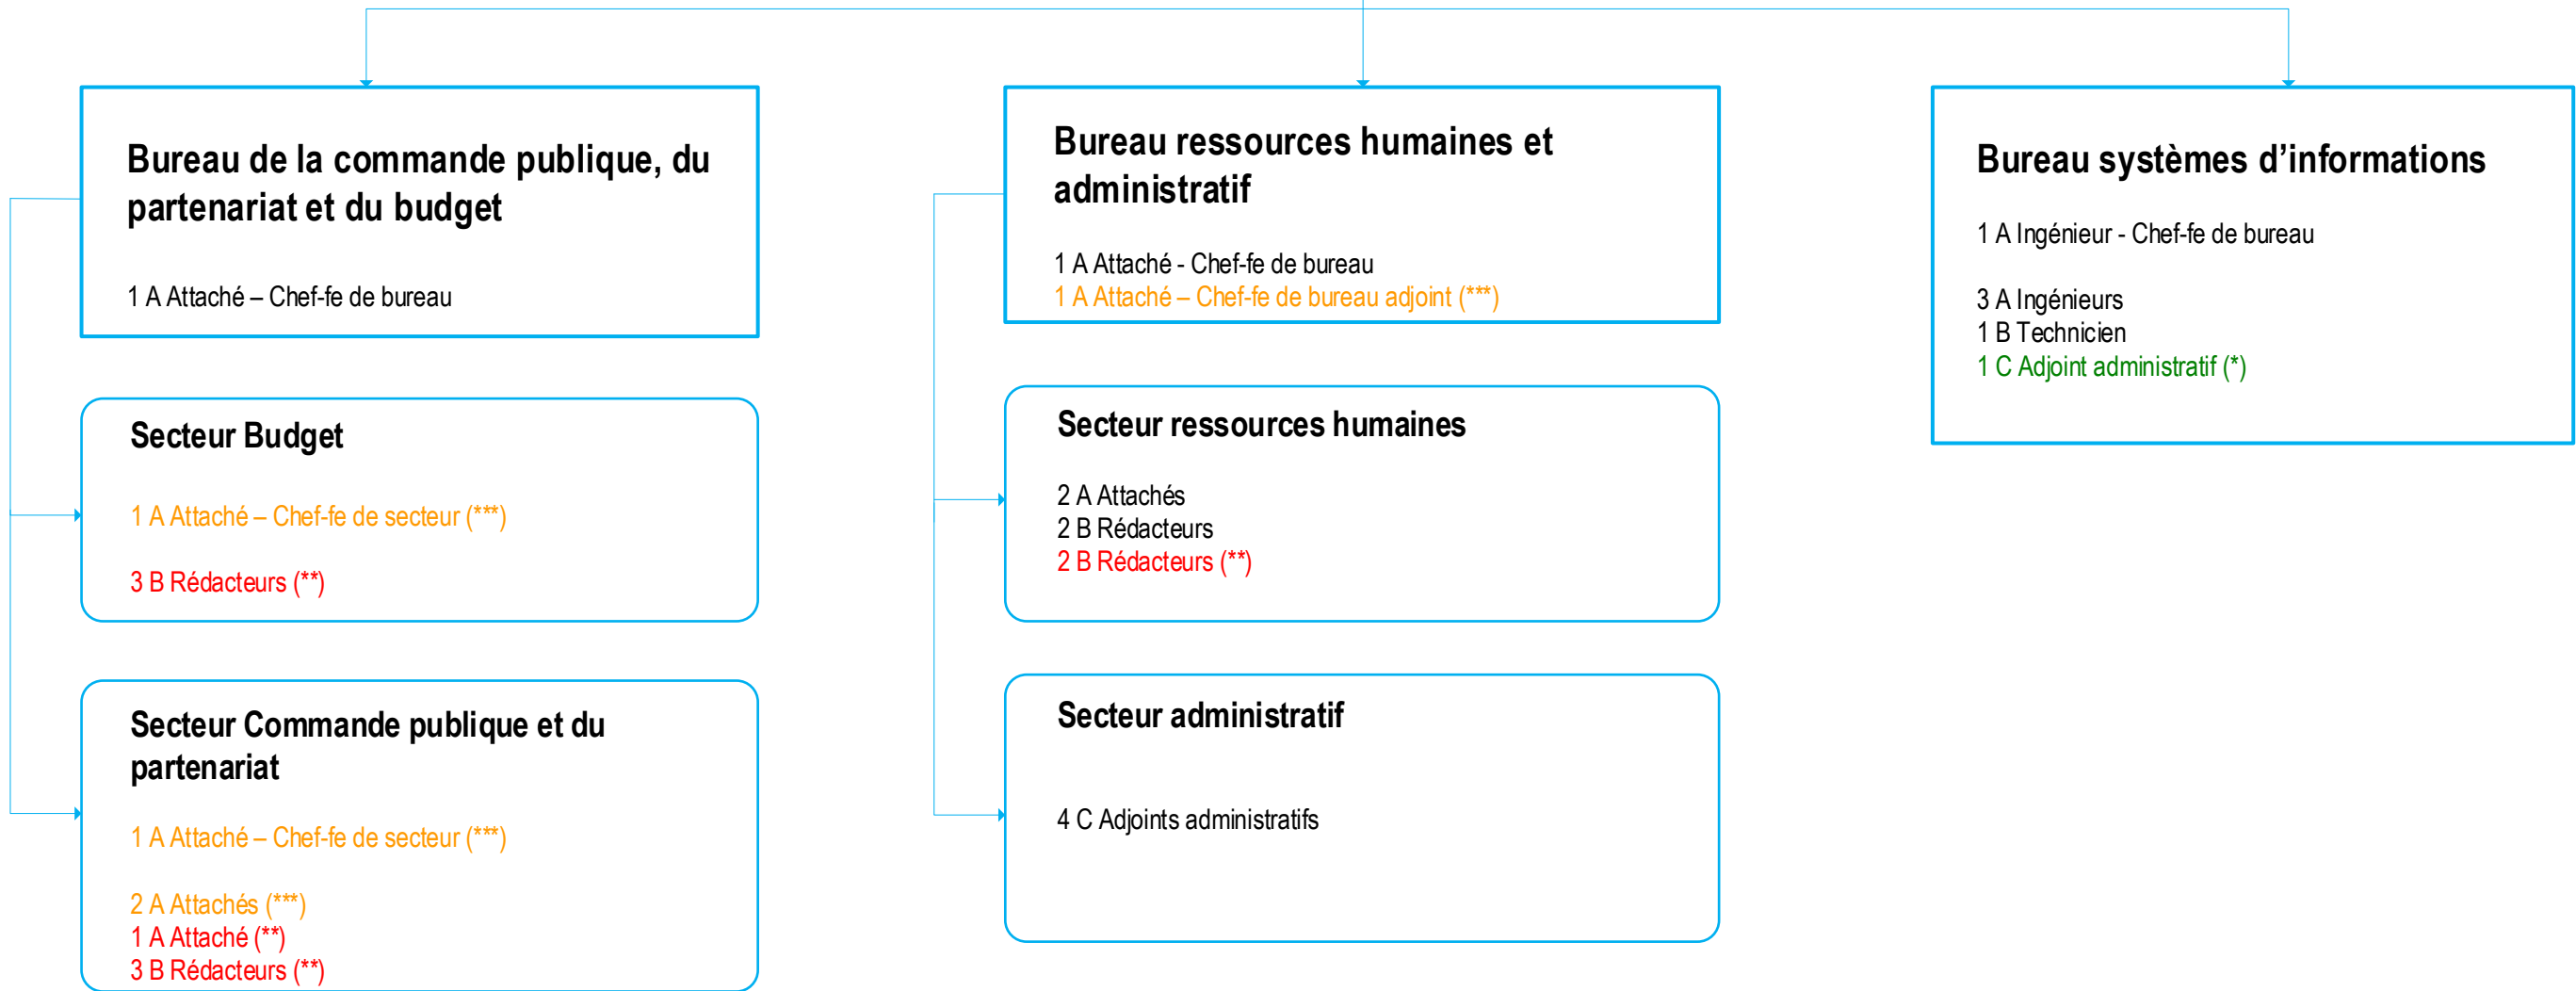 Bureau de la commande publique, du
partenariat et du budget
1 A Attaché – Chef-fe de bureau
Secteur Budget
1 A Attaché – Chef-fe de secteur (***)
3 B Rédacteurs (**)
Secteur Commande publique et du
partenariat
1 A Attaché – Chef-fe de secteur (***)
2 A Attachés (***)
1 A Attaché (**)
3 B Rédacteurs (**)
Bureau ressources humaines et
administratif
1 A Attaché - Chef-fe de bureau
1 A Attaché – Chef-fe de bureau adjoint (***)
Secteur ressources humaines
2 A Attachés
2 B Rédacteurs
2 B Rédacteurs (**)
Secteur administratif
4 C Adjoints administratifs
Bureau systèmes d’informations
1 A Ingénieur - Chef-fe de bureau
3 A Ingénieurs
1 B Technicien
1 C Adjoint administratif (*)